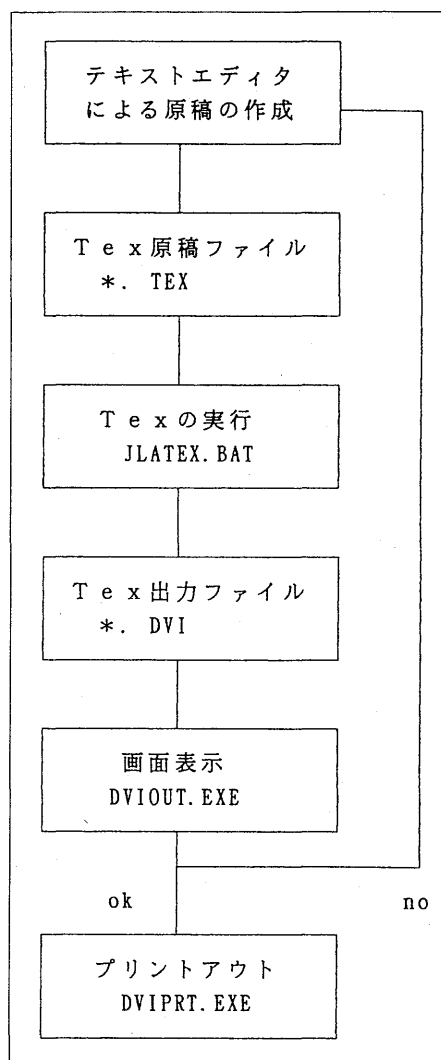 テキストエディタ
による原稿の作成
Ｔｅｘ原稿ファイル
*. TEX
Ｔｅｘの実行
JLATEX.BAT
Ｔｅｘ出力ファイル
*. DVI
画面表示
DVIOUT.EXE
ok
no
プリントアウト
DVIPRT.EXE